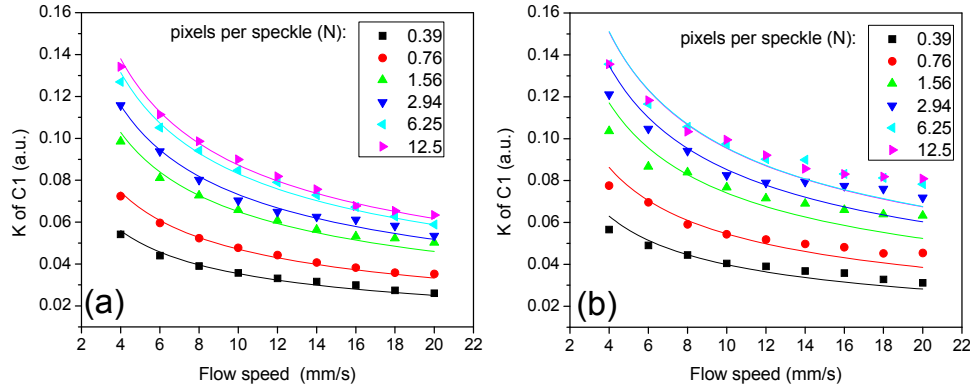 pixels per speckle (N):
0.39
0.76
1.56
2.94
6.25
12.5
0.16
0.14
0.12
0.10
0.08
0.06
0.04
0.02
K of C1 (a.u.)
(a)
2 4 6 8 10 12 14 16 18 20 22
Flow speed (mm/s)
pixels per speckle (N):
0.39
0.76
1.56
2.94
6.25
12.5
0.16
0.14
0.12
0.10
0.08
0.06
0.04
0.02
K of C1 (a.u.)
(b)
2 4 6 8 10 12 14 16 18 20 22
Flow speed (mm/s)